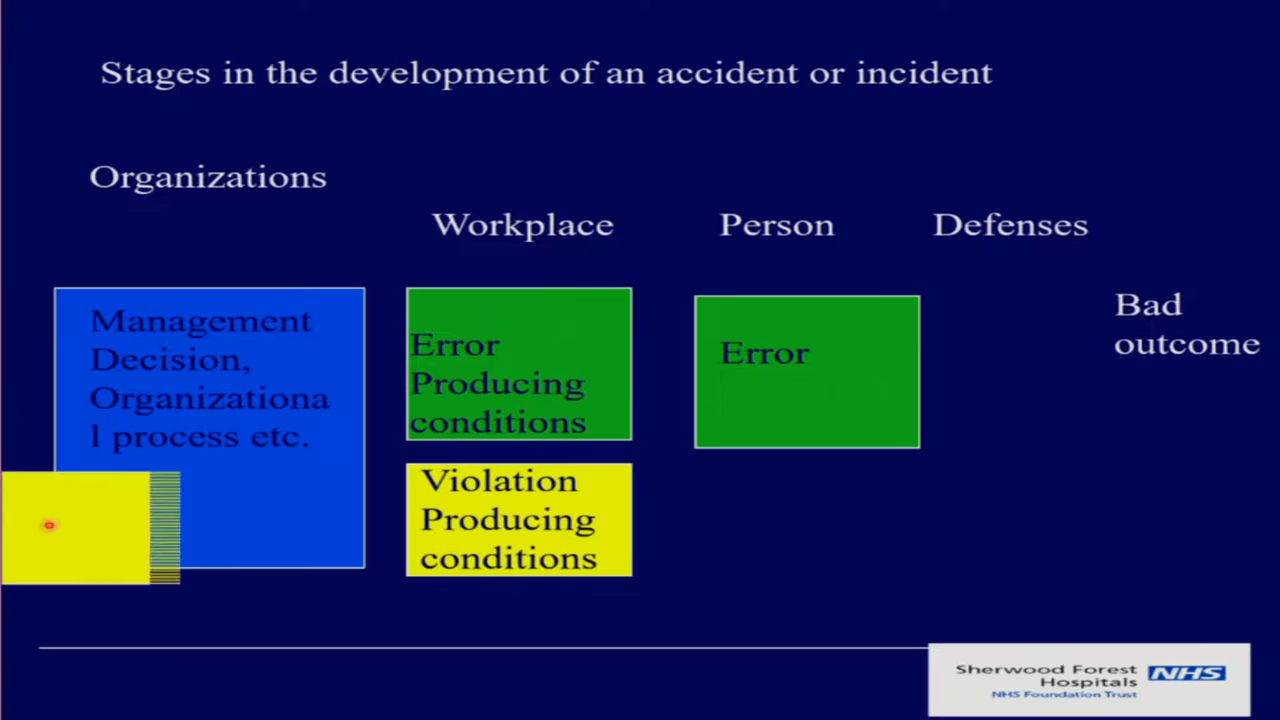 Stages in the development of an accident or incident
Organizations
Workplace
Person
Defenses
Management
Decision,
Organizationa
l process etc.
Error
Producing
conditions
Error
Bad
outcome
Violation
Producing
conditions
Sherwood Forest
Hospitals
NHS
NHS Foundation Trust